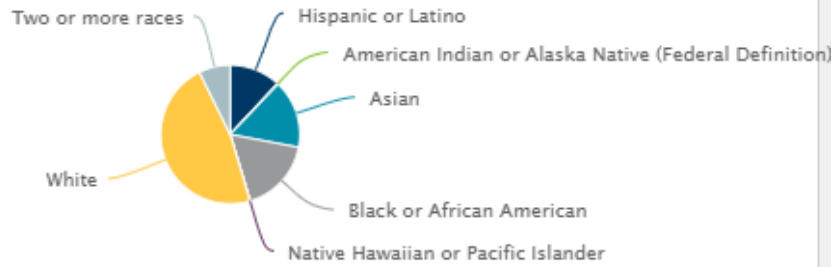 Two or more races
Hispanic or Latino
American Indian or Alaska Native (Federal Definition)
Asian
White
Black or African American
Native Hawaiian or Pacific Islander